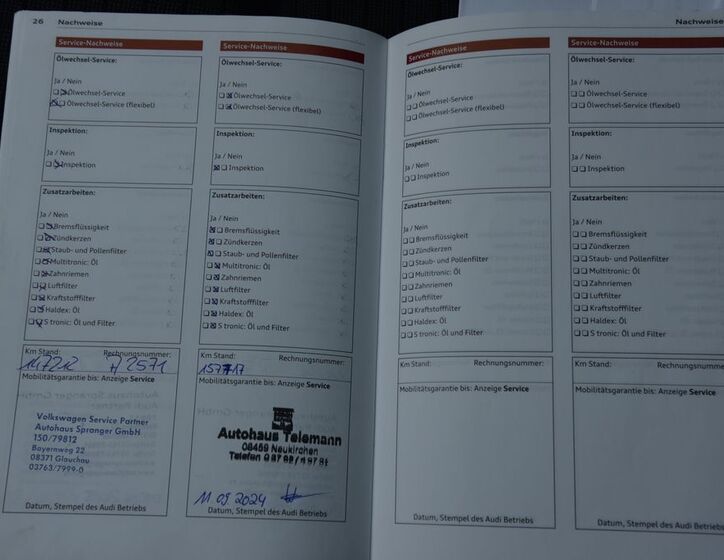 26 Nachweise
Service-Nachweise
Ölwechsel-Service:
Ja / Nein
Ölwechsel-Service
Ölwechsel-Service (flexibel)
Inspektion:
Ja / Nein
Inspektion
Zusatzarbeiten:
Ja / Nein
Bremsflüssigkeit
Zündkerzen
Staub- und Pollenfilter
Multitronic: Öl
Zahnriemen
Luftfilter
Kraftstofffilter
Haldex: Öl
S tronic: Öl und Filter
Km Stand: Rechnungsnummer:
147212 2571
Mobilitätsgarantie bis: Anzeige Service
Volkswagen Service Partner
Autohaus Spranger GmbH
150/79812
Bayernweg 22
08371 Glauchau
03763/7999-0
Datum, Stempel des Audi Betriebs
Service-Nachweise
Ölwechsel-Service:
Ja / Nein
Ölwechsel-Service
Ölwechsel-Service (flexibel)
Inspektion:
Ja / Nein
Inspektion
Zusatzarbeiten:
Ja / Nein
Bremsflüssigkeit
Zündkerzen
Staub- und Pollenfilter
Multitronic: Öl
Zahnriemen
Luftfilter
Kraftstofffilter
Haldex: Öl
S tronic: Öl und Filter
Km Stand: Rechnungsnummer:
Mobilitätsgarantie bis: Anzeige Service
Autohaus Telemann
08459 Neukirchen
Telefon
11.09.2024
Datum, Stempel des Audi Betriebs
Nachweise
Service-Nachweise
Ölwechsel-Service:
Ja / Nein
Ölwechsel-Service
Ölwechsel-Service (flexibel)
Inspektion:
Ja / Nein
Inspektion
Zusatzarbeiten:
Ja / Nein
Bremsflüssigkeit
Zündkerzen
Staub- und Pollenfilter
Multitronic: Öl
Zahnriemen
Luftfilter
Kraftstofffilter
Haldex: Öl
S tronic: Öl und Filter
Km Stand: Rechnungsnummer:
Mobilitätsgarantie bis: Anzeige Service
Datum, Stempel des Audi Betriebs
Service-Nachweise
Ölwechsel-Service:
Ja / Nein
Ölwechsel-Service
Ölwechsel-Service (flexibel)
Inspektion:
Ja / Nein
Inspektion
Zusatzarbeiten:
Ja / Nein
Bremsflüssigkeit
Zündkerzen
Staub- und Pollenfilter
Multitronic: Öl
Zahnriemen
Luftfilter
Kraftstofffilter
Haldex: Öl
S tronic: Öl und Filter
Km Stand: Rechnungsnummer:
Mobilitätsgarantie bis: Anzeige Service
Datum, Stempel des Audi Betriebs